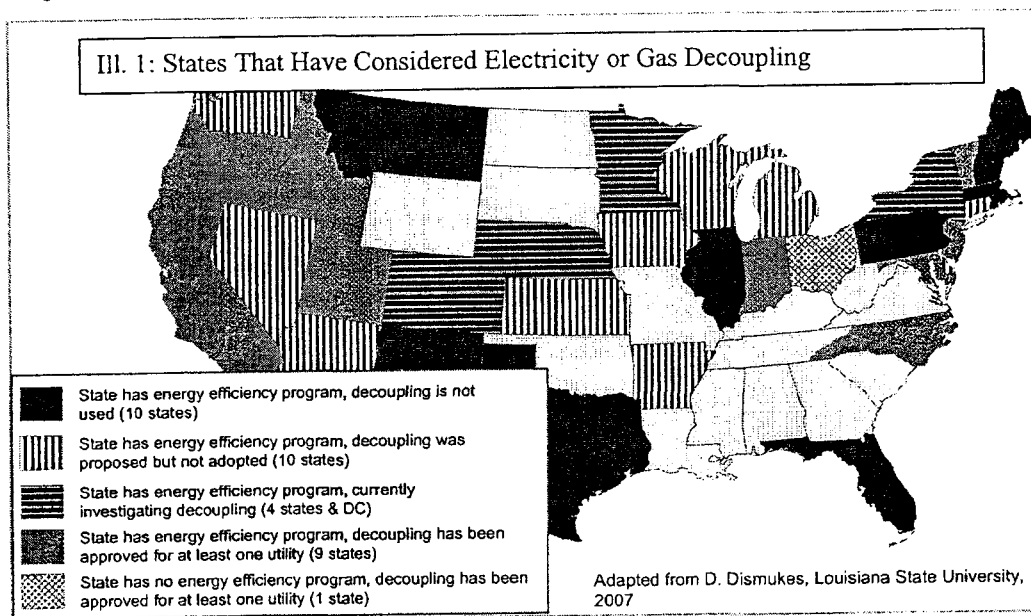 Ill. 1: States That Have Considered Electricity or Gas Decoupling
State has energy efficiency program, decoupling is not
used (10 states)
State has energy efficiency program, decoupling was
proposed but not adopted (10 states)
State has energy efficiency program, currently
investigating decoupling (4 states & DC)
State has energy efficiency program, decoupling has been
approved for at least one utility (9 states)
State has no energy efficiency program, decoupling has been
approved for at least one utility (1 state)
Adapted from D. Dismukes, Louisiana State University,
2007